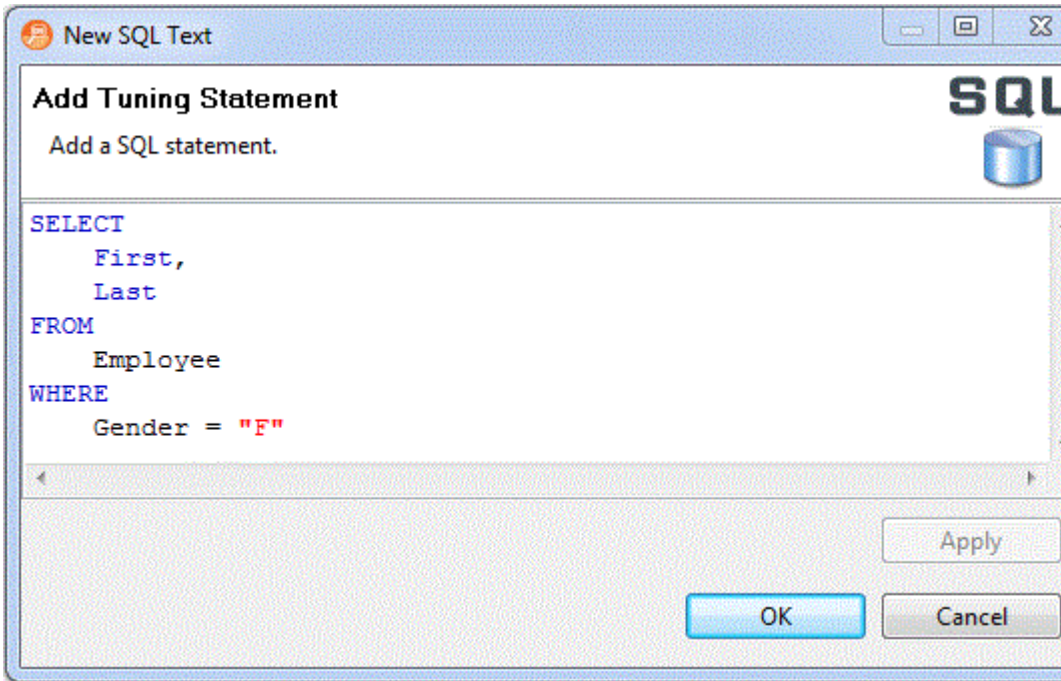 New SQL Text
Add Tuning Statement
SQL
Add a SQL statement.
SELECT
First,
Last
FROM
Employee
WHERE
Gender = "F"
Apply
OK Cancel